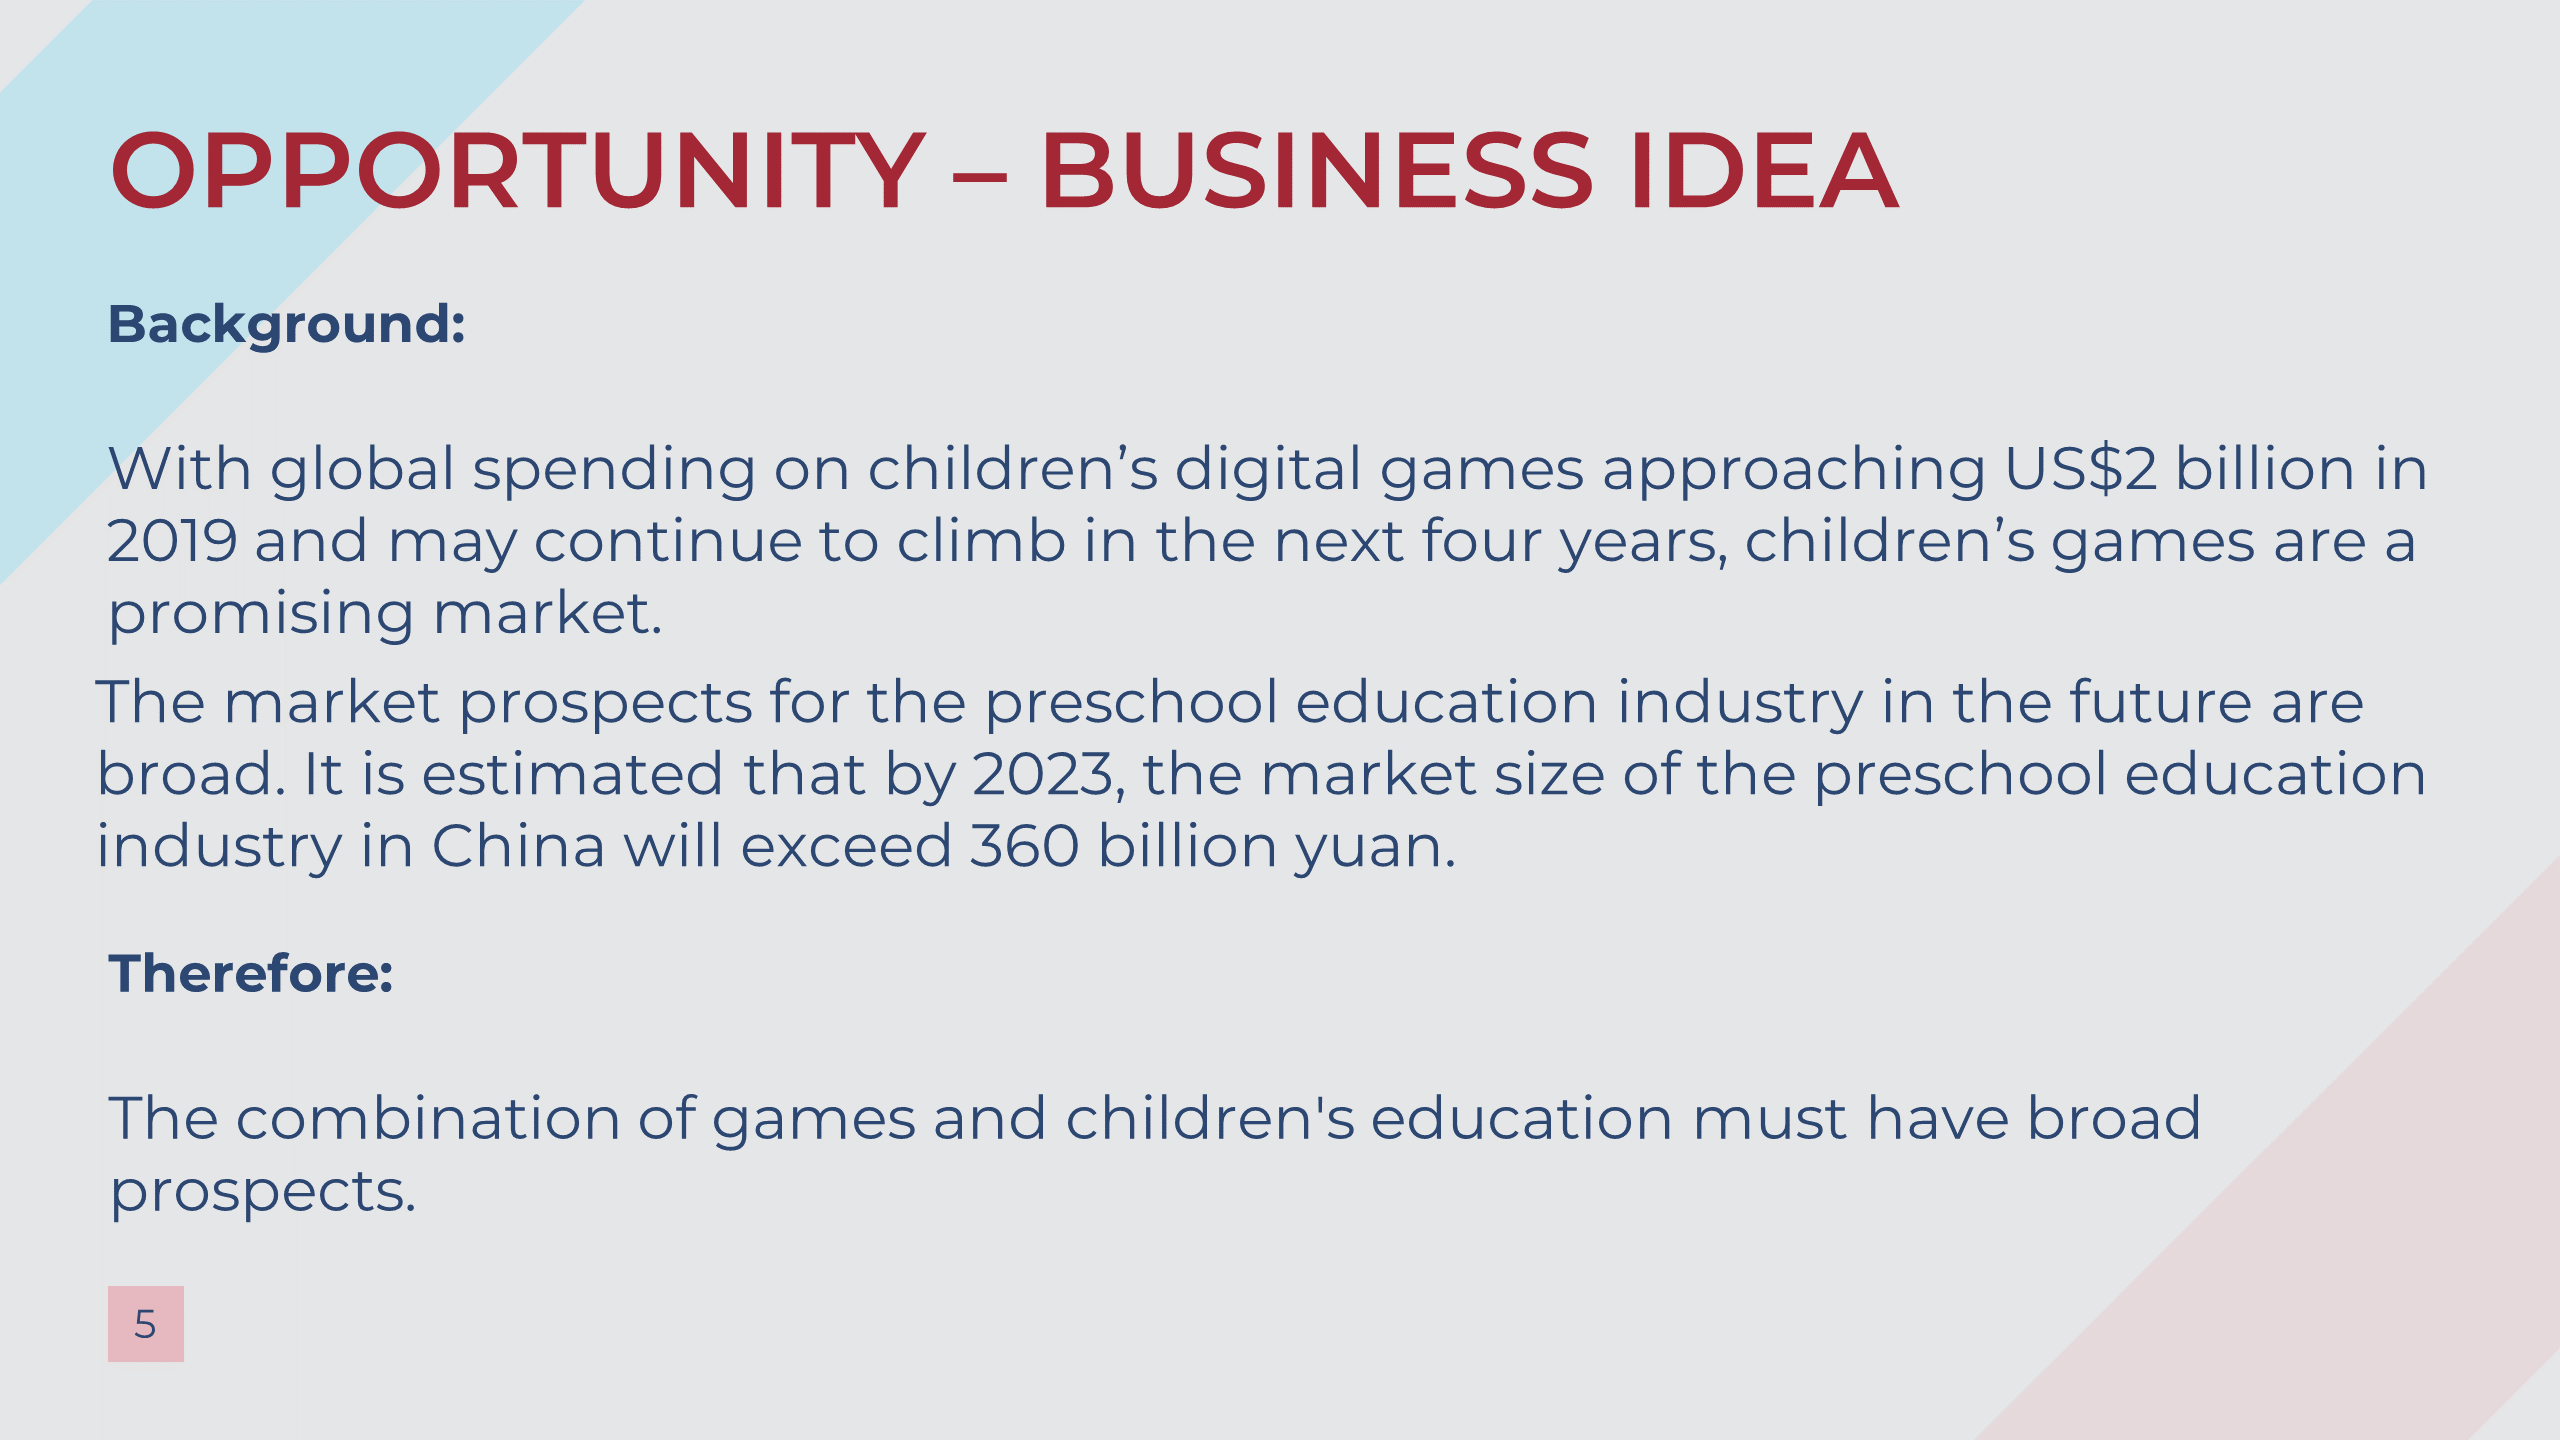 OPPORTUNITY – BUSINESS IDEA
Background:
With global spending on children’s digital games approaching US$2 billion in
2019 and may continue to climb in the next four years, children’s games are a
promising market.
The market prospects for the preschool education industry in the future are
broad. It is estimated that by 2023, the market size of the preschool education
industry in China will exceed 360 billion yuan.
Therefore:
The combination of games and children's education must have broad
prospects.
5